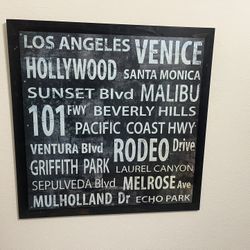 LOS ANGELES VENICE
HOLLYWOOD SANTA MONICA
SUNSET Blvd MALIBU
101 FWY BEVERLY HILLS
PACIFIC COAST HWY
VENTURA Blvd RODEO Drive
GRIFFITH PARK LAUREL CANYON
SEPULVEDA Blvd MELROSE Ave
MULHOLLAND Dr ECHO PARK